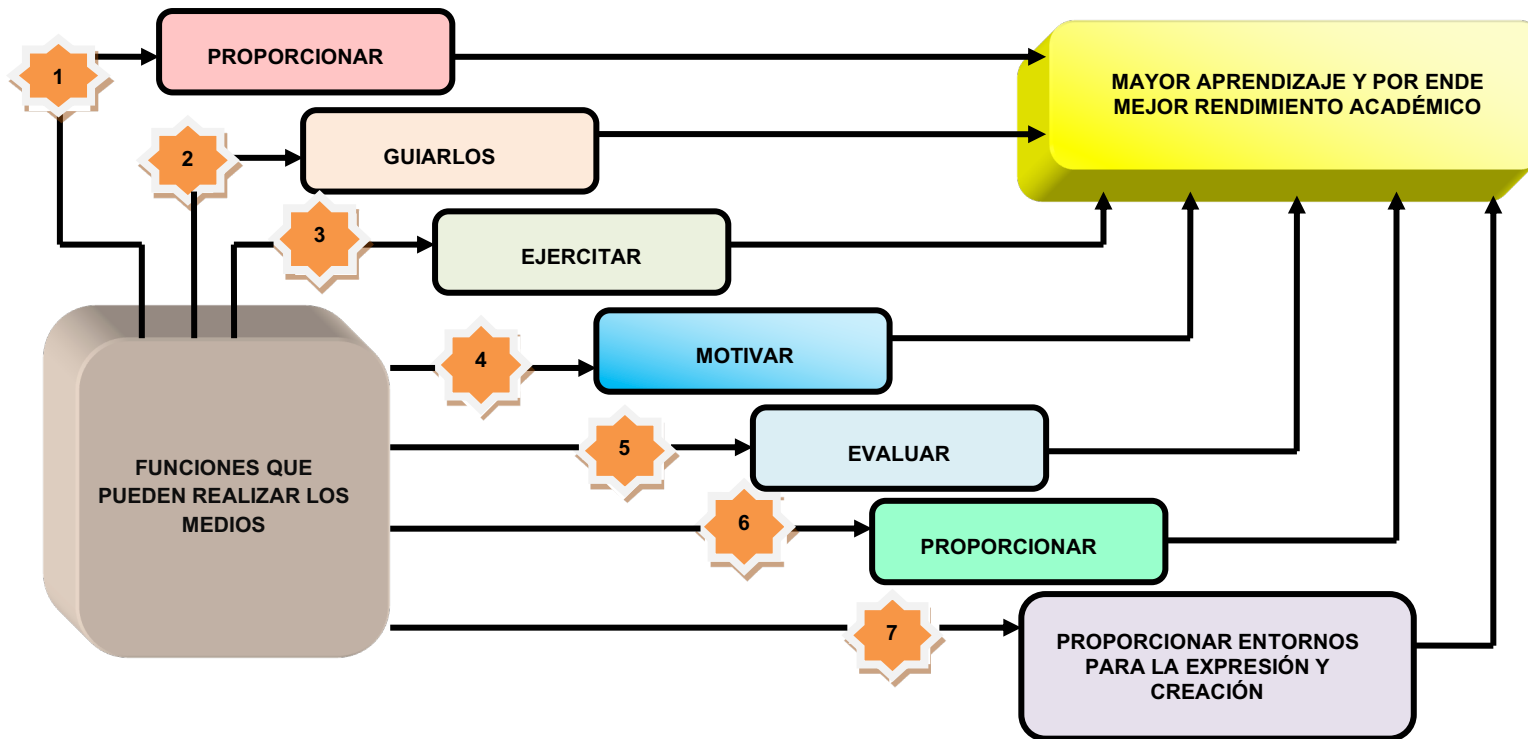 1
PROPORCIONAR
MAYOR APRENDIZAJE Y POR ENDE
MEJOR RENDIMIENTO ACADÉMICO
2
GUIARLOS
3
EJERCITAR
4
MOTIVAR
FUNCIONES QUE
PUEDEN REALIZAR LOS
MEDIOS
5
EVALUAR
6
PROPORCIONAR
7
PROPORCIONAR ENTORNOS
PARA LA EXPRESIÓN Y
CREACIÓN